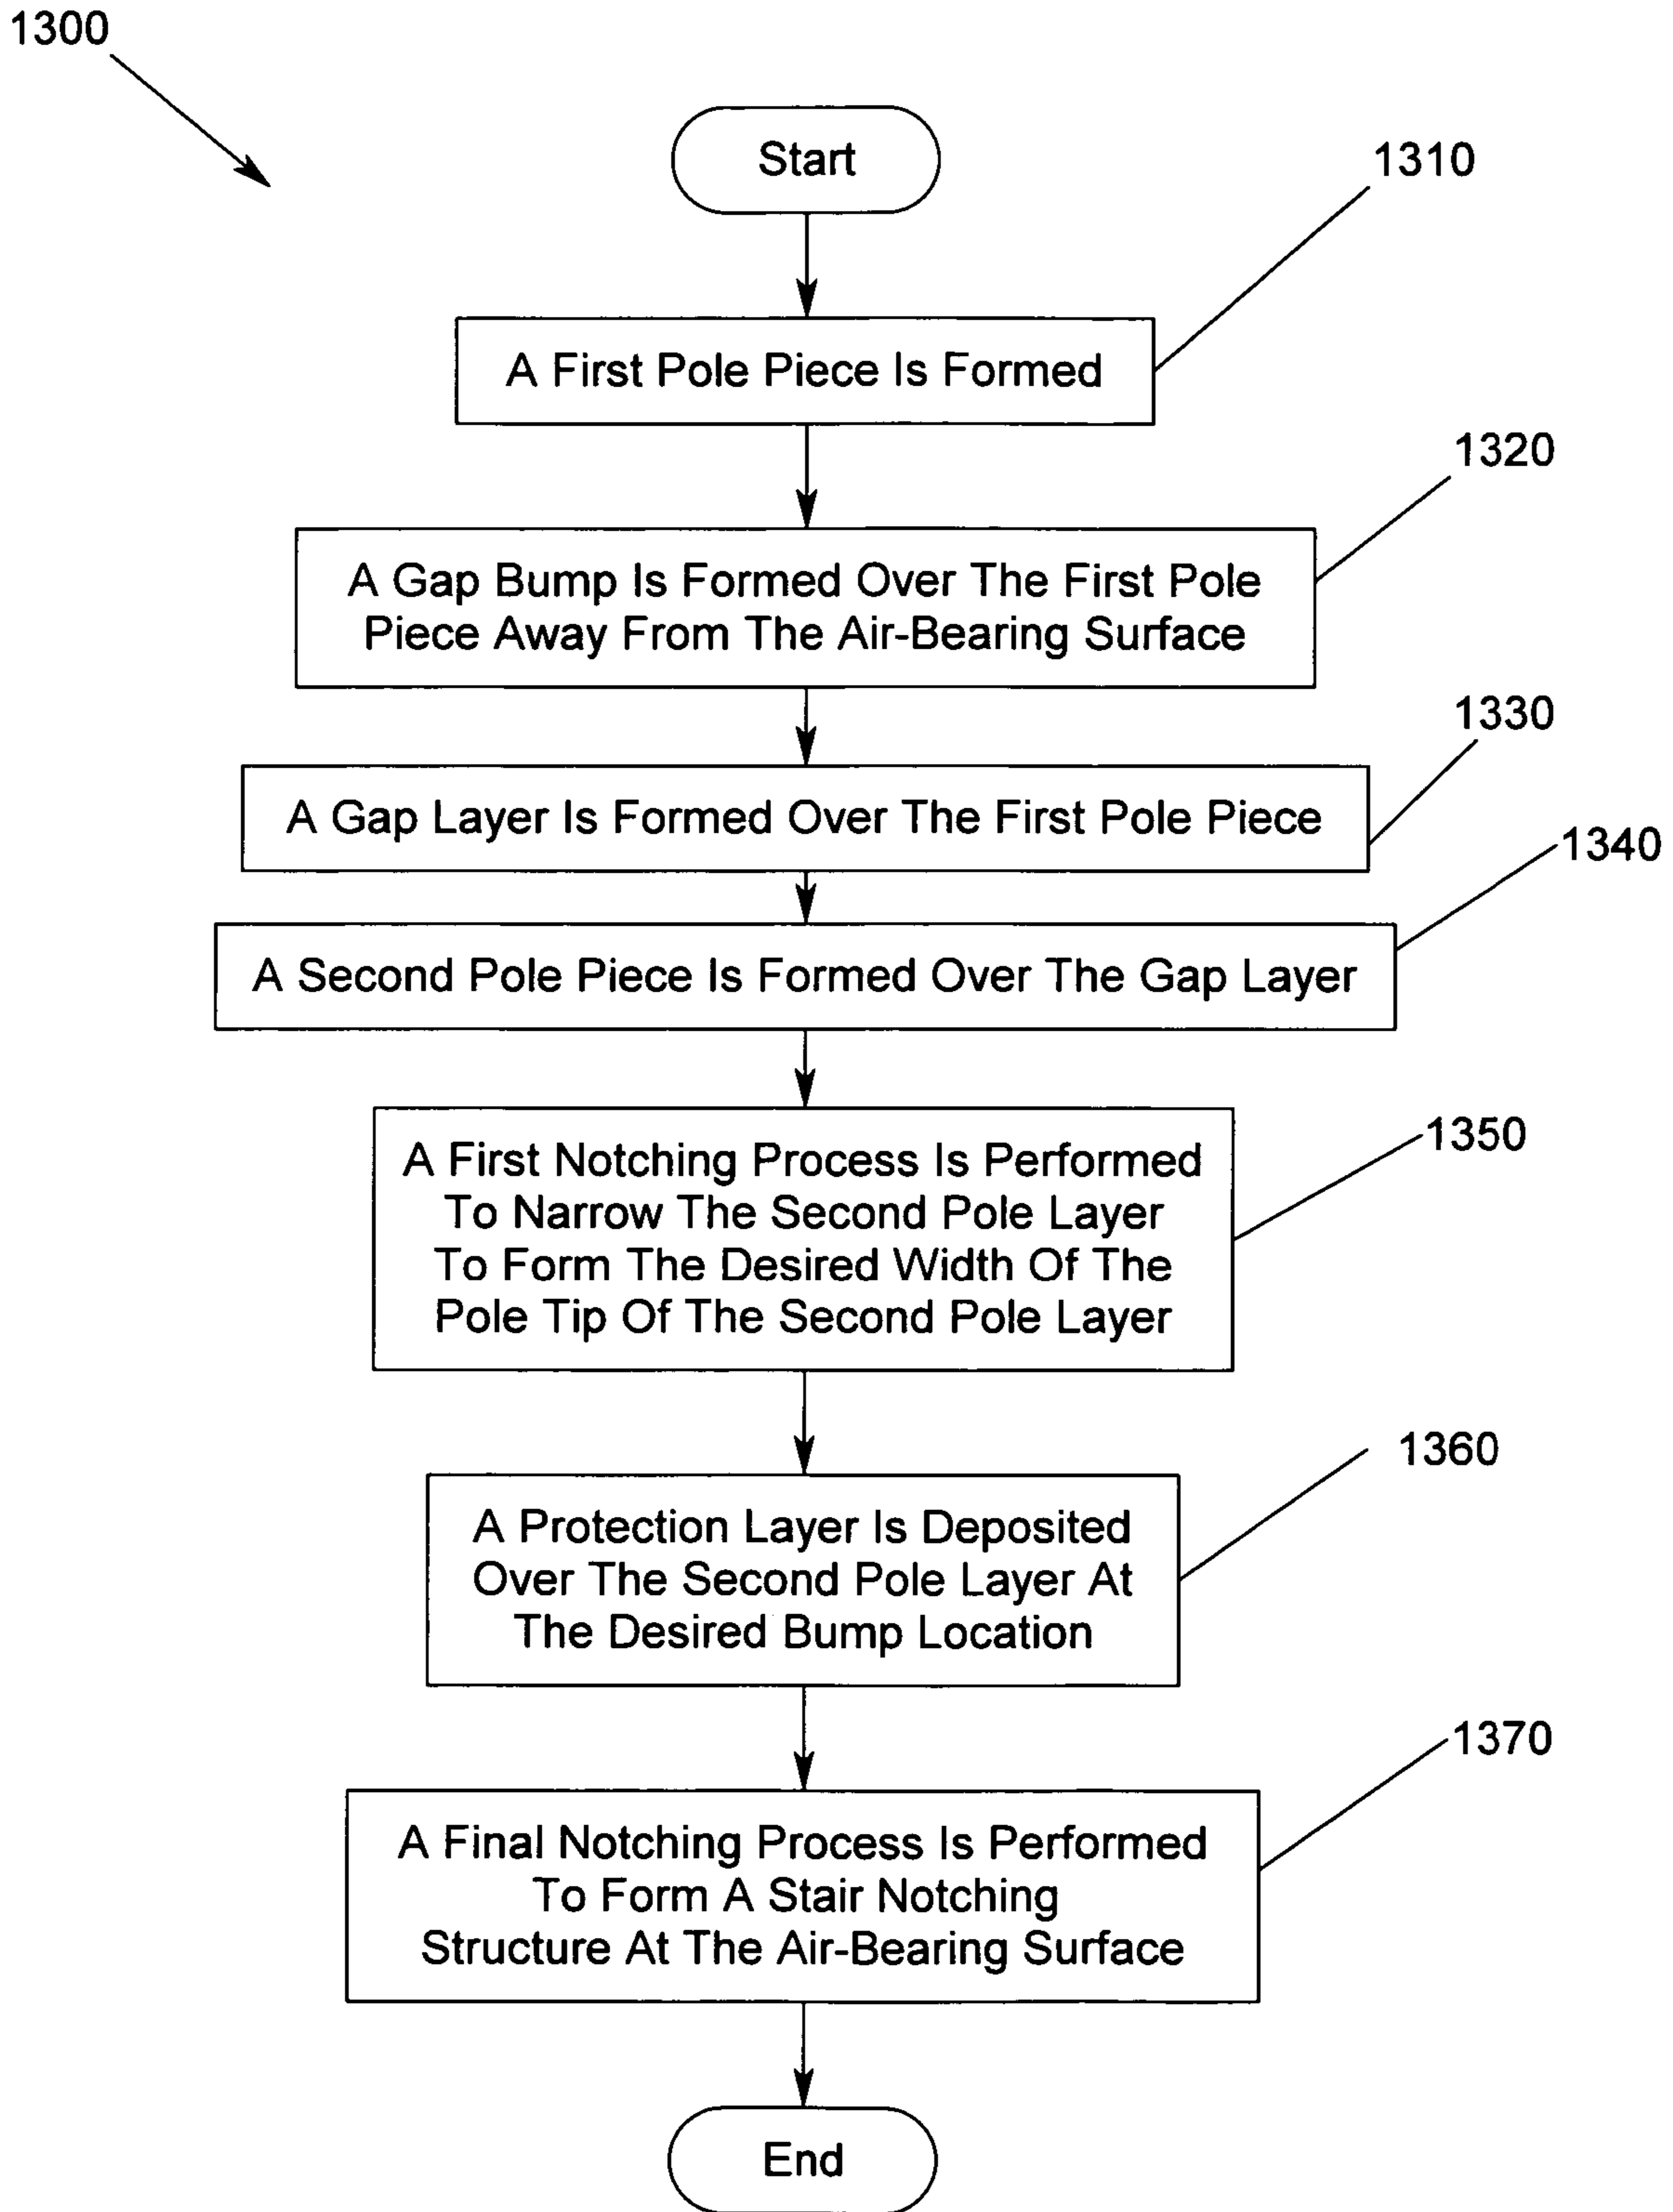 1300
Start
1310
A First Pole Piece Is Formed
1320
A Gap Bump Is Formed Over The First Pole
Piece Away From The Air-Bearing Surface
1330
A Gap Layer Is Formed Over The First Pole Piece
1340
A Second Pole Piece Is Formed Over The Gap Layer
1350
A First Notching Process Is Performed
To Narrow The Second Pole Layer
To Form The Desired Width Of The
Pole Tip Of The Second Pole Layer
1360
A Protection Layer Is Deposited
Over The Second Pole Layer At
The Desired Bump Location
1370
A Final Notching Process Is Performed
To Form A Stair Notching
Structure At The Air-Bearing Surface
End